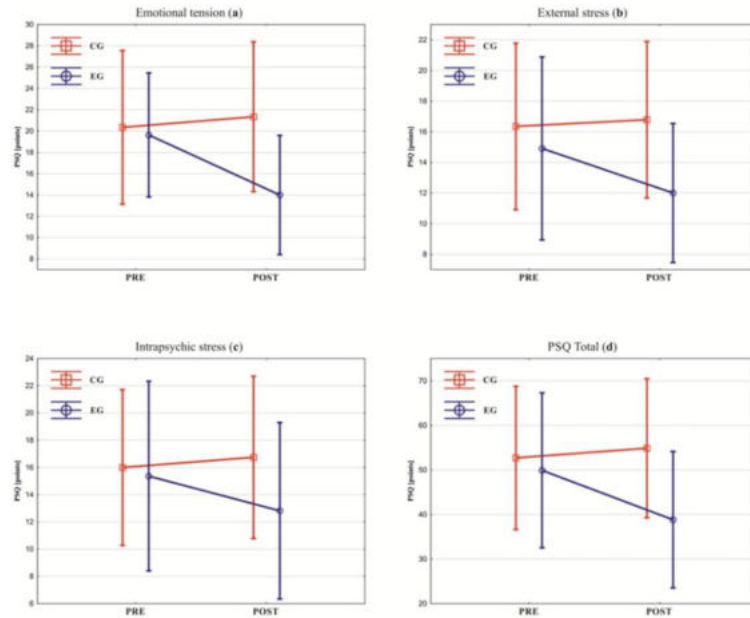 Emotional tension (a)
PSQ [points]
30
28
26
24
22
20
18
16
14
12
10
8
CG
EG
PRE
POST
External stress (b)
PSQ [points]
22
20
18
16
14
12
10
8
CG
EG
PRE
POST
Intrapsychic stress (c)
PSQ [points]
24
22
20
18
16
14
12
10
8
6
CG
EG
PRE
POST
PSQ Total (d)
PSQ [points]
70
60
50
40
30
20
CG
EG
PRE
POST